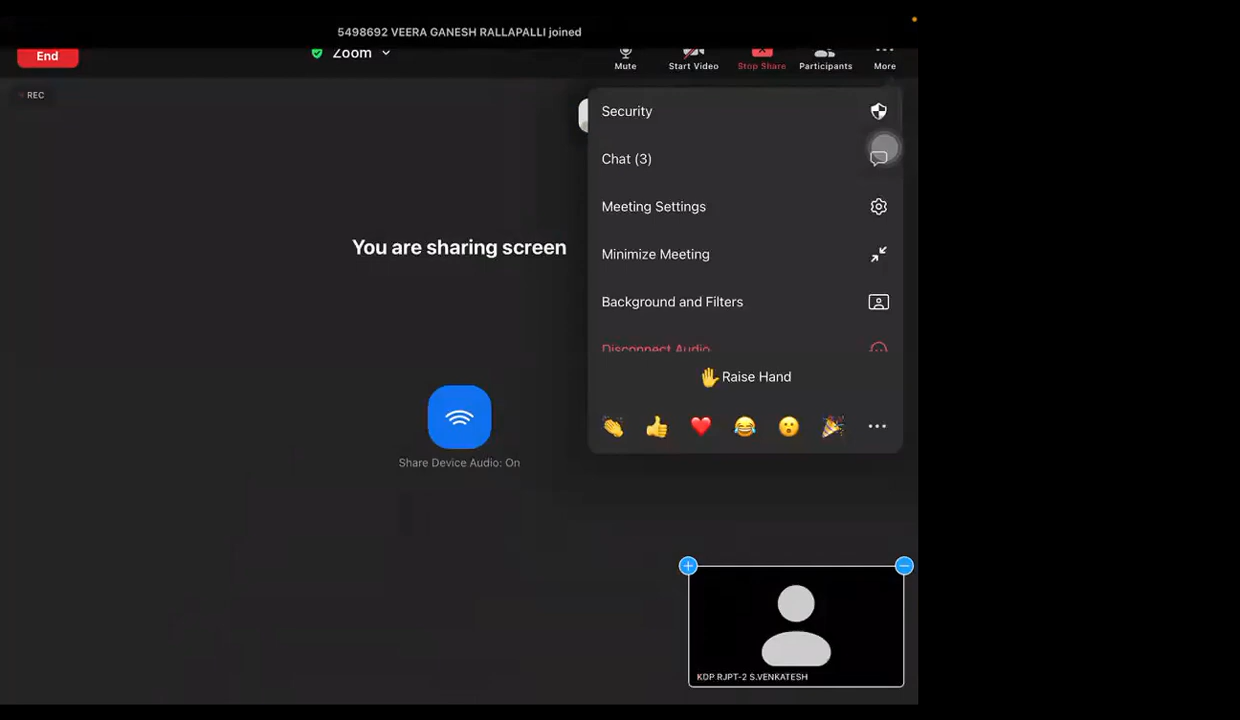 5498692 VEERA GANESH RALLAPALLI joined
End
Zoom
Mute
Start Video
Stop Share
Participants
More
REC
Security
Chat (3)
Meeting Settings
Minimize Meeting
Background and Filters
Disconnect Audio
Raise Hand
You are sharing screen
Share Device Audio: On
KDP RJPT-2 S.VENKATESH